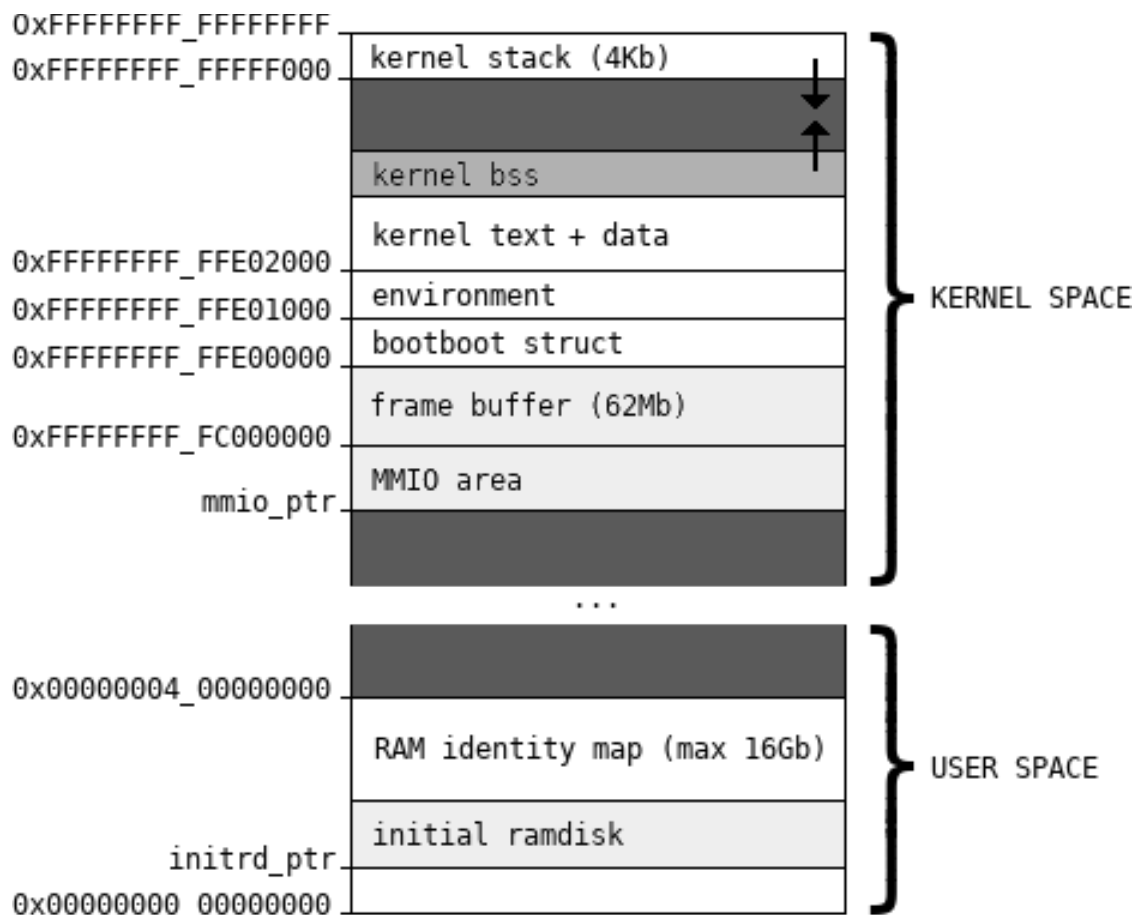 0xFFFFFFFF_FFFFFFFF
kernel stack (4Kb)
0xFFFFFFFF_FFFFF000
kernel bss
kernel text + data
0xFFFFFFFF_FFE02000
environment
KERNEL SPACE
0xFFFFFFFF_FFE01000
bootboot struct
0xFFFFFFFF_FFE00000
frame buffer (62Mb)
0xFFFFFFFF_FC000000
MMIO area
mmio_ptr
...
0x00000004_00000000
RAM identity map (max 16Gb)
USER SPACE
initial ramdisk
initrd_ptr
0x00000000_00000000